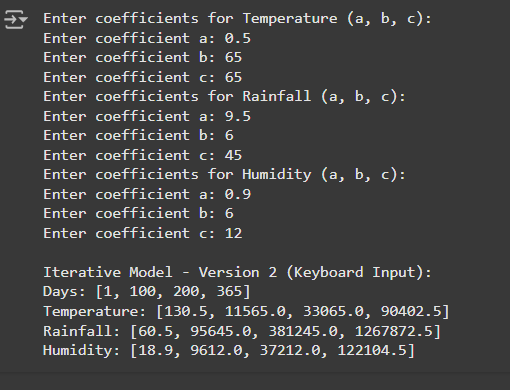 Enter coefficients for Temperature (a, b, c):
Enter coefficient a: 0.5
Enter coefficient b: 65
Enter coefficient c: 65
Enter coefficients for Rainfall (a, b, c):
Enter coefficient a: 9.5
Enter coefficient b: 6
Enter coefficient c: 45
Enter coefficients for Humidity (a, b, c):
Enter coefficient a: 0.9
Enter coefficient b: 6
Enter coefficient c: 12
Iterative Model - Version 2 (Keyboard Input):
Days: [1, 100, 200, 365]
Temperature: [130.5, 11565.0, 33065.0, 90402.5]
Rainfall: [60.5, 95645.0, 381245.0, 1267872.5]
Humidity: [18.9, 9612.0, 37212.0, 122104.5]